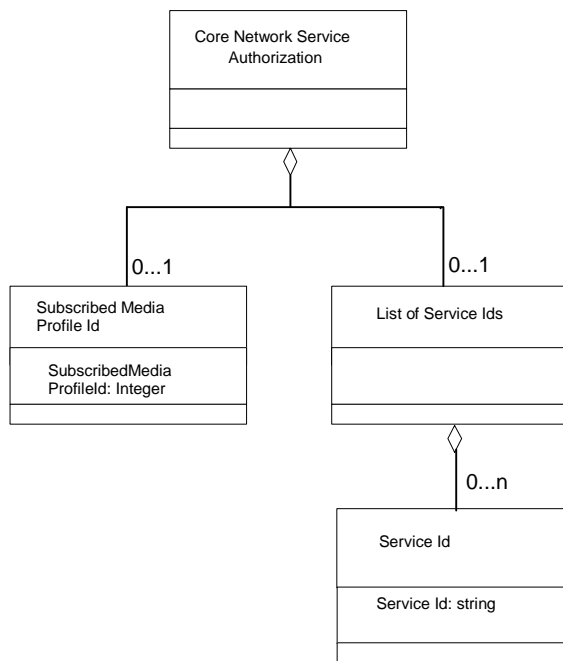 Core Network Service
Authorization
0...1
0...1
Subscribed Media
Profile Id
SubscribedMedia
ProfileId: Integer
List of Service Ids
0...n
Service Id
Service Id: string